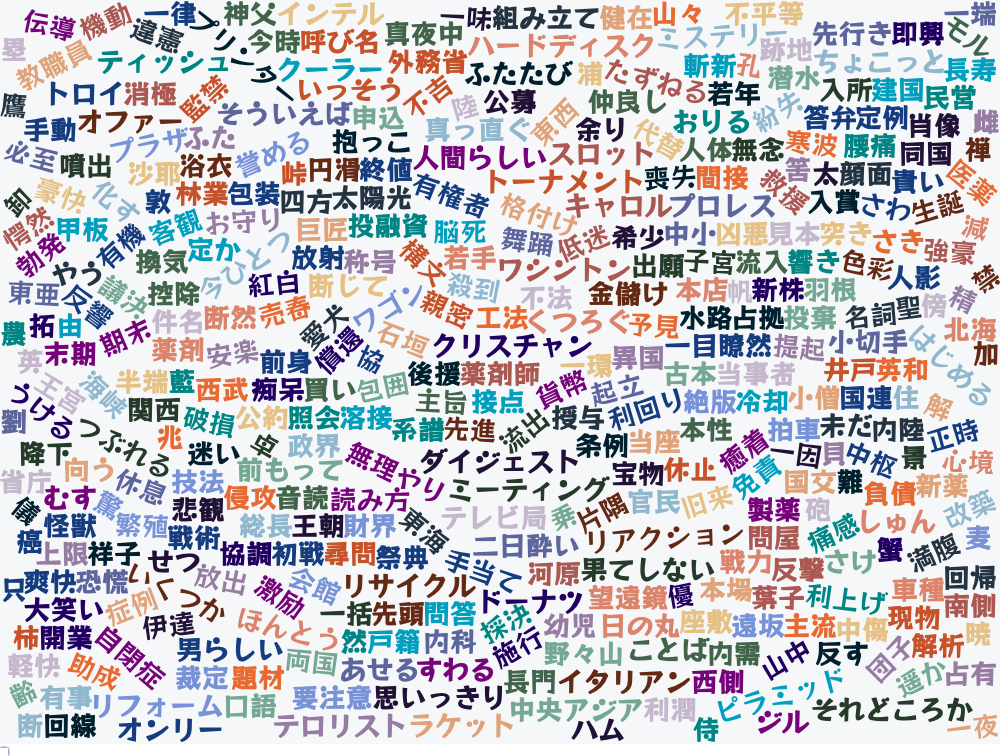 伝導 機動 一律 プリンター 神父 インテル 一味 組み立て 健在 山々 不平等 一端
塁 教職員 違憲 今時 呼び名 真夜中 ハードディスク ミステリー 跡地 先行き 即興 モル
ティッシュ クーラー 外務省 ふたたび 浦 たずねる 斬新 孔 潜水 ちょこっと 長寿
鷹 トロイ 消極 監禁 いっそう 不吉 陸 公募 仲良し 若年 紛失 入所 建国 民営
手動 オファー そういえば 申込 真っ直ぐ 東西 余り 代替 おりる 答弁 定例 肖像 雌
必至 噴出 プラザ ふた 誉める 抱っこ 人間らしい スロット 人体 無念 寒波 腰痛 同国 禅
卸 豪快 沙耶 浴衣 峠 円滑 終値 トーナメント 喪失 間接 救援 答 太 顔面 貴い 医薬
化す 敦 林業 包装 四方 太陽光 有権者 格付け キャロル プロレス 入賞 さわ 生誕 減
愕然 甲板 有機 客観 お守り 巨匠 投融資 脳死 舞踊 低迷 希少 中小 凶悪 見本 突き さき 強豪
勃発 やう 換気 定か 今ひとつ 放射 称号 横文 若手 ワシントン 出願 子宮 流入 響き 色彩 人影 禁
東亜 反響 議決 控除 紅白 断じて ワゴン 親密 殺到 不法 金儲け 本店 帆 新株 羽根 名詞 聖 傍 精
農 拓 由 期末 件名 断然 売春 愛犬 償還 協 石垣 工法 くつろぐ 予見 水路 占拠 投棄 北海
英 末期 薬剤 安楽 前身 クリスチャン 一環 異国 一目瞭然 提起 小切手 はじめる 加
王宮 海峡 半端 藍 西武 痴呆 買い 包囲 後援 薬剤師 貨幣 起立 古本 当事者 井戸 英和
劉 うける 関西 破損 公約 照会 溶接 主旨 接点 流出 授与 利回り 絶版 冷却 小僧 国連 住 解
つぶれる 兆 迷い 卓 政界 系譜 先進 条例 当座 本性 癒着 拍車 未だ 内陸 正時
降下 向う 休息 技法 前もって 無理やり ダイジェスト 宝物 休止 免責 一因 貝 中枢 景 心境
省庁 むす 驚 繁殖 悲観 侵攻 音読 読み方 ミーティング 片隅 官民 旧来 国交 難 負債 新薬
儀 怪獣 戦術 総長 王朝 財界 東海 テレビ局 乗 リアクション 製薬 砲 痛感 しゅん 改築
癌 上限 祥子 せつ 協調 初戦 尋問 祭典 手当て 二日酔い 問屋 蟹 満腹 麦
只 爽快 恐慌 いくつか 放出 激励 会館 リサイクル 河原 果てしない 戦力 反撃 さけ 回帰
大笑い 症例 伊達 ほんとう 一括 先頭 問答 採決 ドーナツ 望遠鏡 優 本場 葉子 利上げ 車種 南側
柿 開業 自閉症 男らしい 然 戸籍 内科 施行 幼児 日の丸 座敷 遠坂 主流 中傷 現物 暁
軽快 助成 裁定 題材 両国 あせる すわる 野々山 ことば 内需 山中 反す 団子 解析
齢 有事 リフォーム 口語 要注意 思いっきり 長門 イタリアン 西側 ピラミッド 遥か 占有
断 回線 オンリー テロリスト ラケット 中央アジア 利潤 ハム 侍 ジル それどころか 一夜